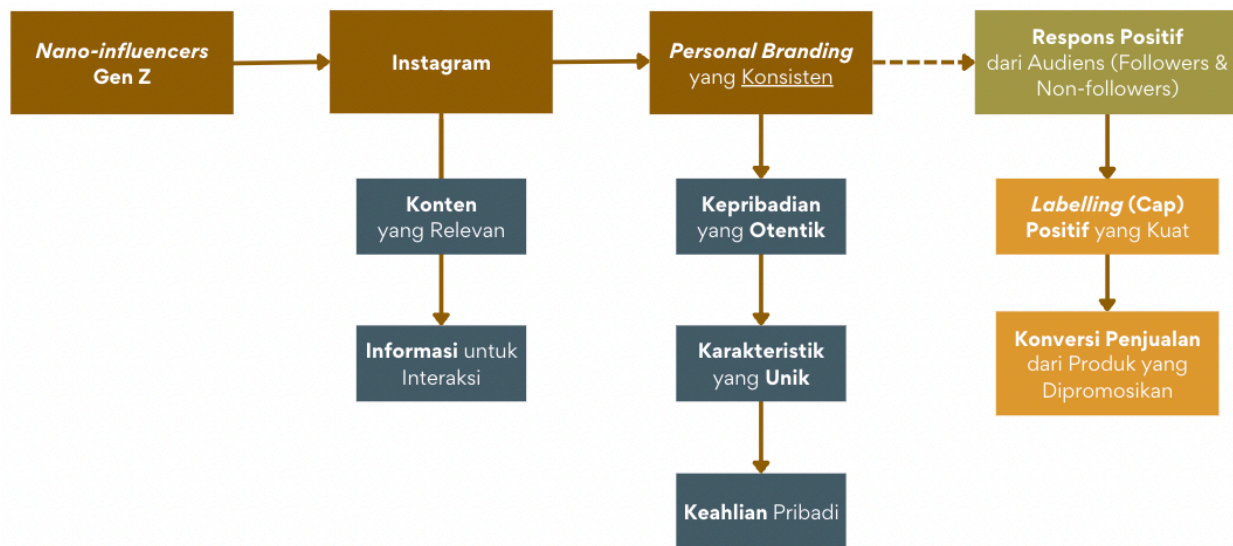 Nano-influencers
Gen Z
Instagram
Personal Branding
yang Konsisten
Respons Positif
dari Audiens (Followers &
Non-followers)
Konten
yang Relevan
Kepribadian
yang Otentik
Labelling (Cap)
Positif yang Kuat
Informasi untuk
Interaksi
Karakteristik
yang Unik
Konversi Penjualan
dari Produk yang
Dipromosikan
Keahlian Pribadi